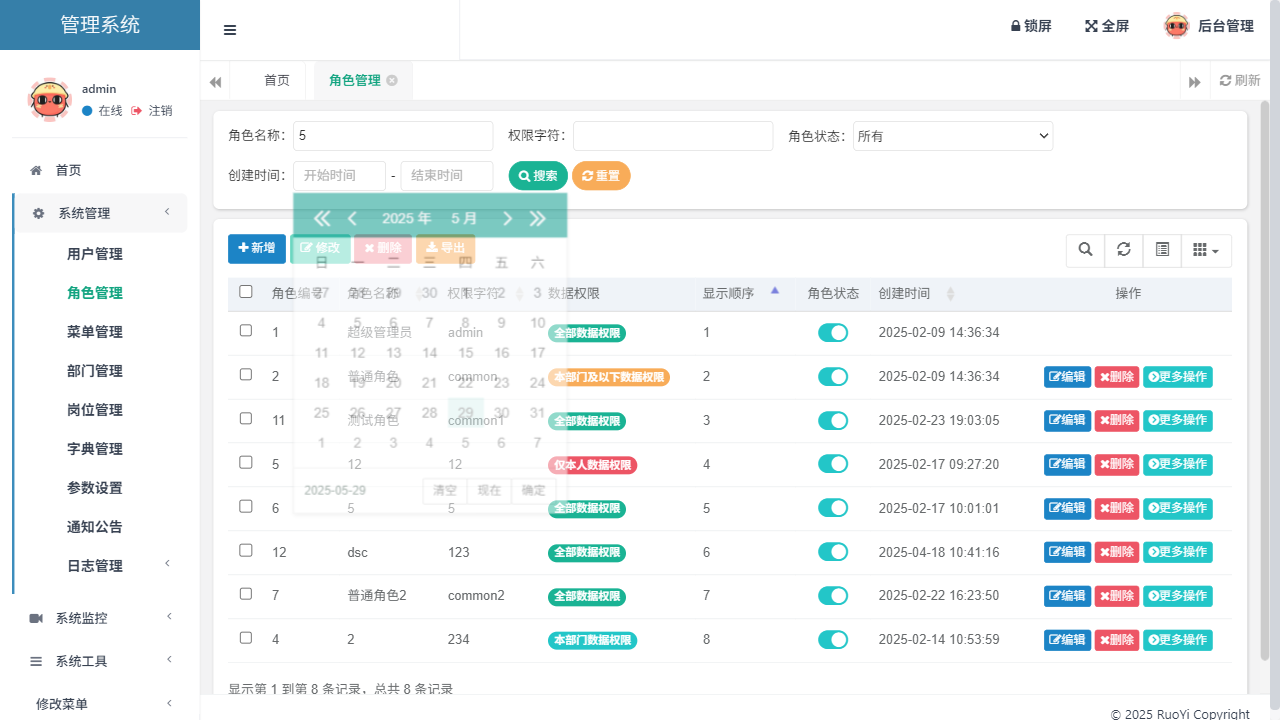 管理系统
锁屏 全屏 后台管理
admin
在线 注销
首页 角色管理 刷新
首页
系统管理
用户管理
角色管理
菜单管理
部门管理
岗位管理
字典管理
参数设置
通知公告
日志管理
系统监控
系统工具
修改菜单
角色名称： 5 权限字符： 角色状态： 所有
创建时间： 开始时间 - 结束时间 搜索 重置
2025 年 5 月
新增 修改 删除 导出
日 一 二 三 四 五 六
27 28 29 30 1 2 3
4 5 6 7 8 9 10
11 12 13 14 15 16 17
18 19 20 21 22 23 24
25 26 27 28 29 30 31
1 2 3 4 5 6 7
2025-05-29 清空 现在 确定
角色编号 角色名称 权限字符 数据权限 显示顺序 角色状态 创建时间 操作
1 超级管理员 admin 全部数据权限 1 2025-02-09 14:36:34
2 普通角色 common 本部门及以下数据权限 2 2025-02-09 14:36:34 编辑 删除 更多操作
11 测试角色 common1 全部数据权限 3 2025-02-23 19:03:05 编辑 删除 更多操作
5 12 12 仅本人数据权限 4 2025-02-17 09:27:20 编辑 删除 更多操作
6 5 5 全部数据权限 5 2025-02-17 10:01:01 编辑 删除 更多操作
12 dsc 123 全部数据权限 6 2025-04-18 10:41:16 编辑 删除 更多操作
7 普通角色2 common2 全部数据权限 7 2025-02-22 16:23:50 编辑 删除 更多操作
4 2 234 本部门数据权限 8 2025-02-14 10:53:59 编辑 删除 更多操作
显示第 1 到第 8 条记录，总共 8 条记录
© 2025 RuoYi Copyright